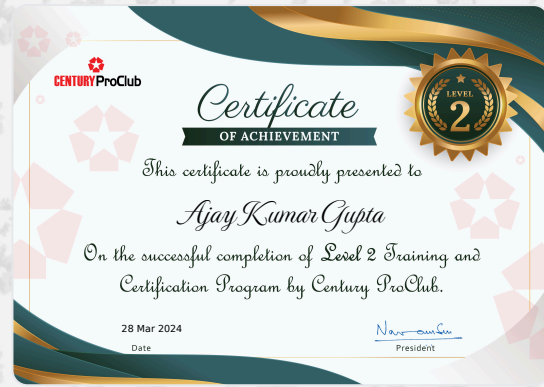 CENTURY ProClub
LEVEL
2
Certificate
OF ACHIEVEMENT
This certificate is proudly presented to
Ajay Kumar Gupta
On the successful completion of Level 2 Training and
Certification Program by Century ProClub.
28 Mar 2024
Date
President